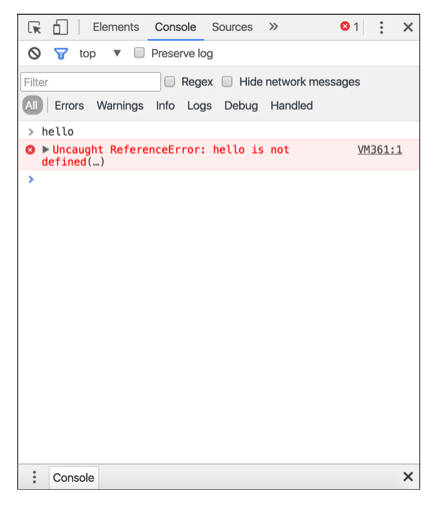 Elements Console Sources » 1
top ▼ Preserve log
Filter Regex Hide network messages
All Errors Warnings Info Logs Debug Handled
> hello
▶Uncaught ReferenceError: hello is not VM361:1
defined(…)
>
Console